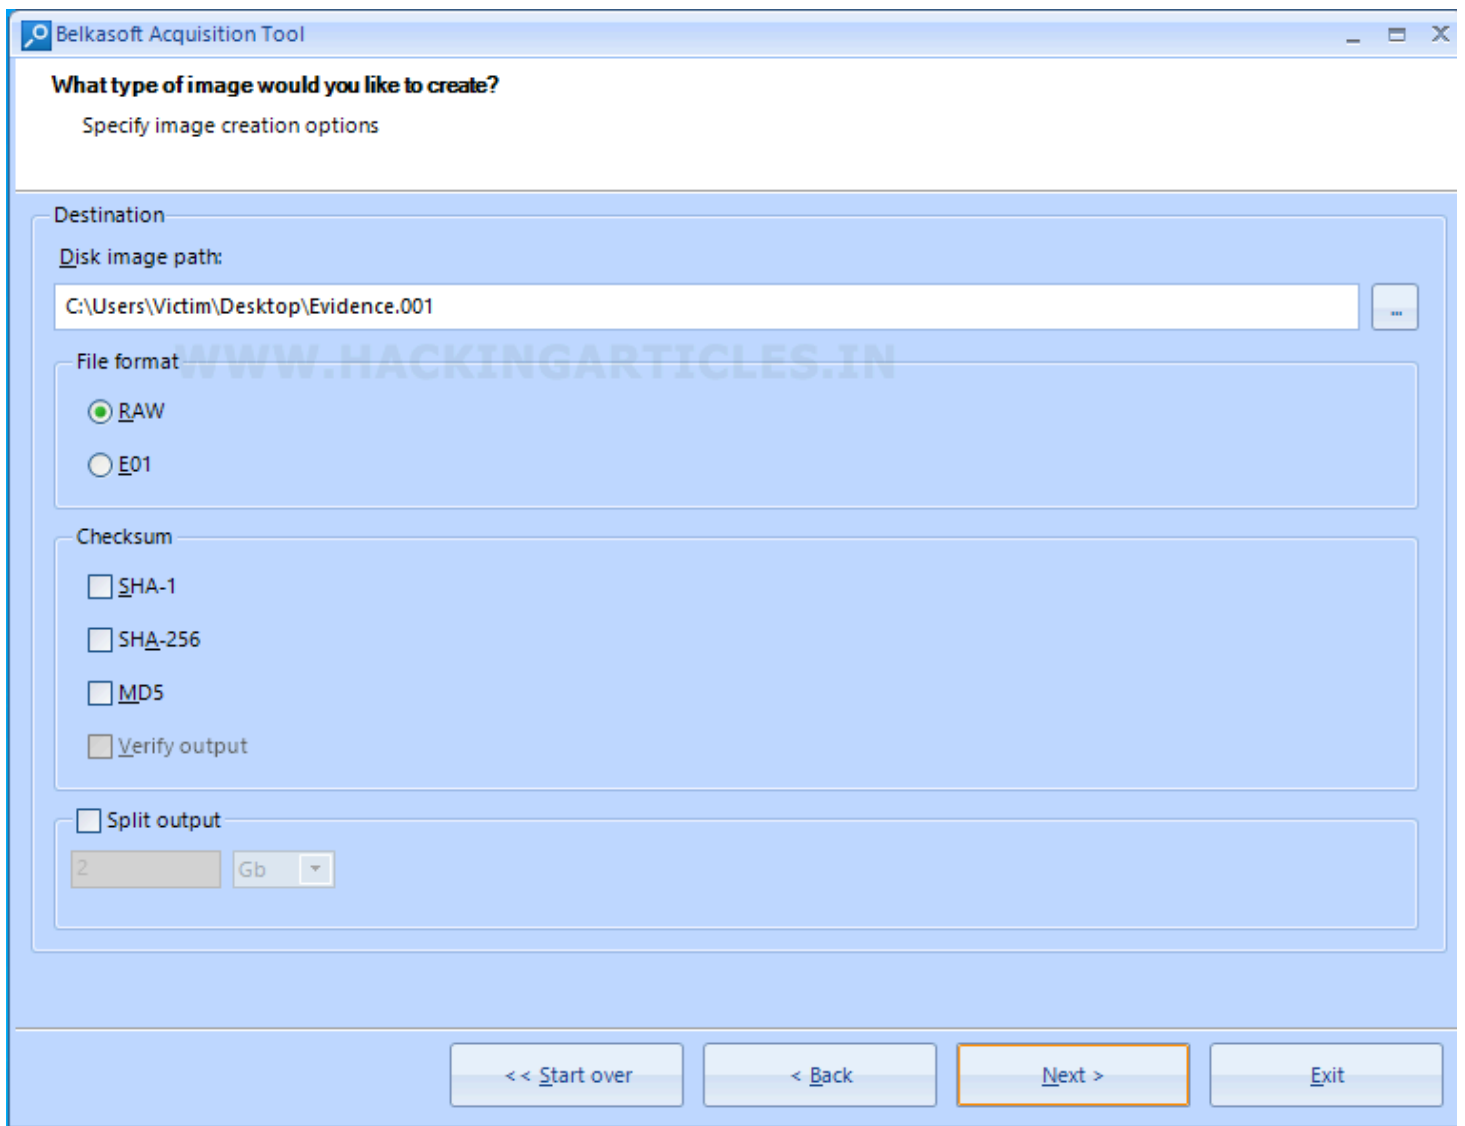 Belkasoft Acquisition Tool
What type of image would you like to create?
Specify image creation options
Destination
Disk image path:
C:\Users\Victim\Desktop\Evidence.001
...
WWW.HACKINGARTICLES.IN
File format
RAW
E01
Checksum
SHA-1
SHA-256
MD5
Verify output
Split output
2 Gb
<< Start over < Back Next > Exit